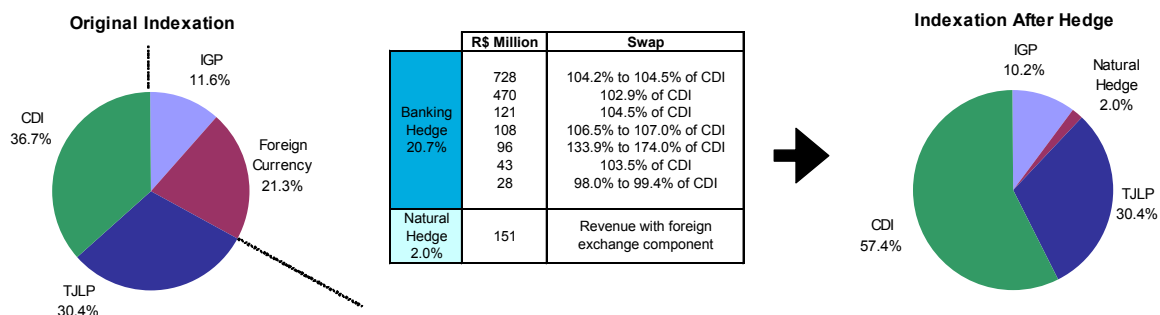 Original Indexation
IGP
11.6%
CDI
36.7%
Foreign
Currency
21.3%
TJLP
30.4%
R$ Million Swap
Banking
Hedge
20.7%
728 104.2% to 104.5% of CDI
470 102.9% of CDI
121 104.5% of CDI
108 106.5% to 107.0% of CDI
96 133.9% to 174.0% of CDI
43 103.5% of CDI
28 98.0% to 99.4% of CDI
Natural
Hedge
2.0%
151
Revenue with foreign
exchange component
Indexation After Hedge
IGP
10.2%
Natural
Hedge
2.0%
TJLP
30.4%
CDI
57.4%